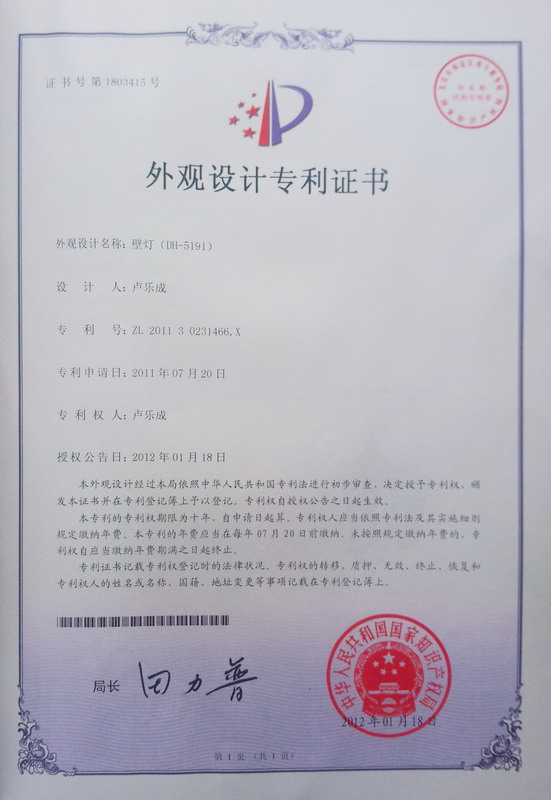 证书号第1803415号
外观设计专利证书
外观设计名称：壁灯（DH-5191）
设 计 人：卢乐成
专 利 号：ZL 2011 3 0231466.X
专利申请日：2011年07月20日
专 利 权 人：卢乐成
授权公告日：2012年01月18日
本外观设计经过本局依照中华人民共和国专利法进行初步审查，决定授予专利权，颁
发本证书并在专利登记簿上予以登记。专利权自授权公告之日起生效。
本专利的专利权期限为十年，自申请日起算。专利权人应当依照专利法及其实施细则
规定缴纳年费。本专利的年费应当在每年07月20日前缴纳。未按照规定缴纳年费的，专
利权自应当缴纳年费期满之日起终止。
专利证书记载专利权登记时的法律状况。专利权的转移、质押、无效、终止、恢复和
专利权人的姓名或名称、国籍、地址变更等事项记载在专利登记簿上。
局长 田力普
中华人民共和国国家知识产权局
2012年01月18日
第1页（共1页）